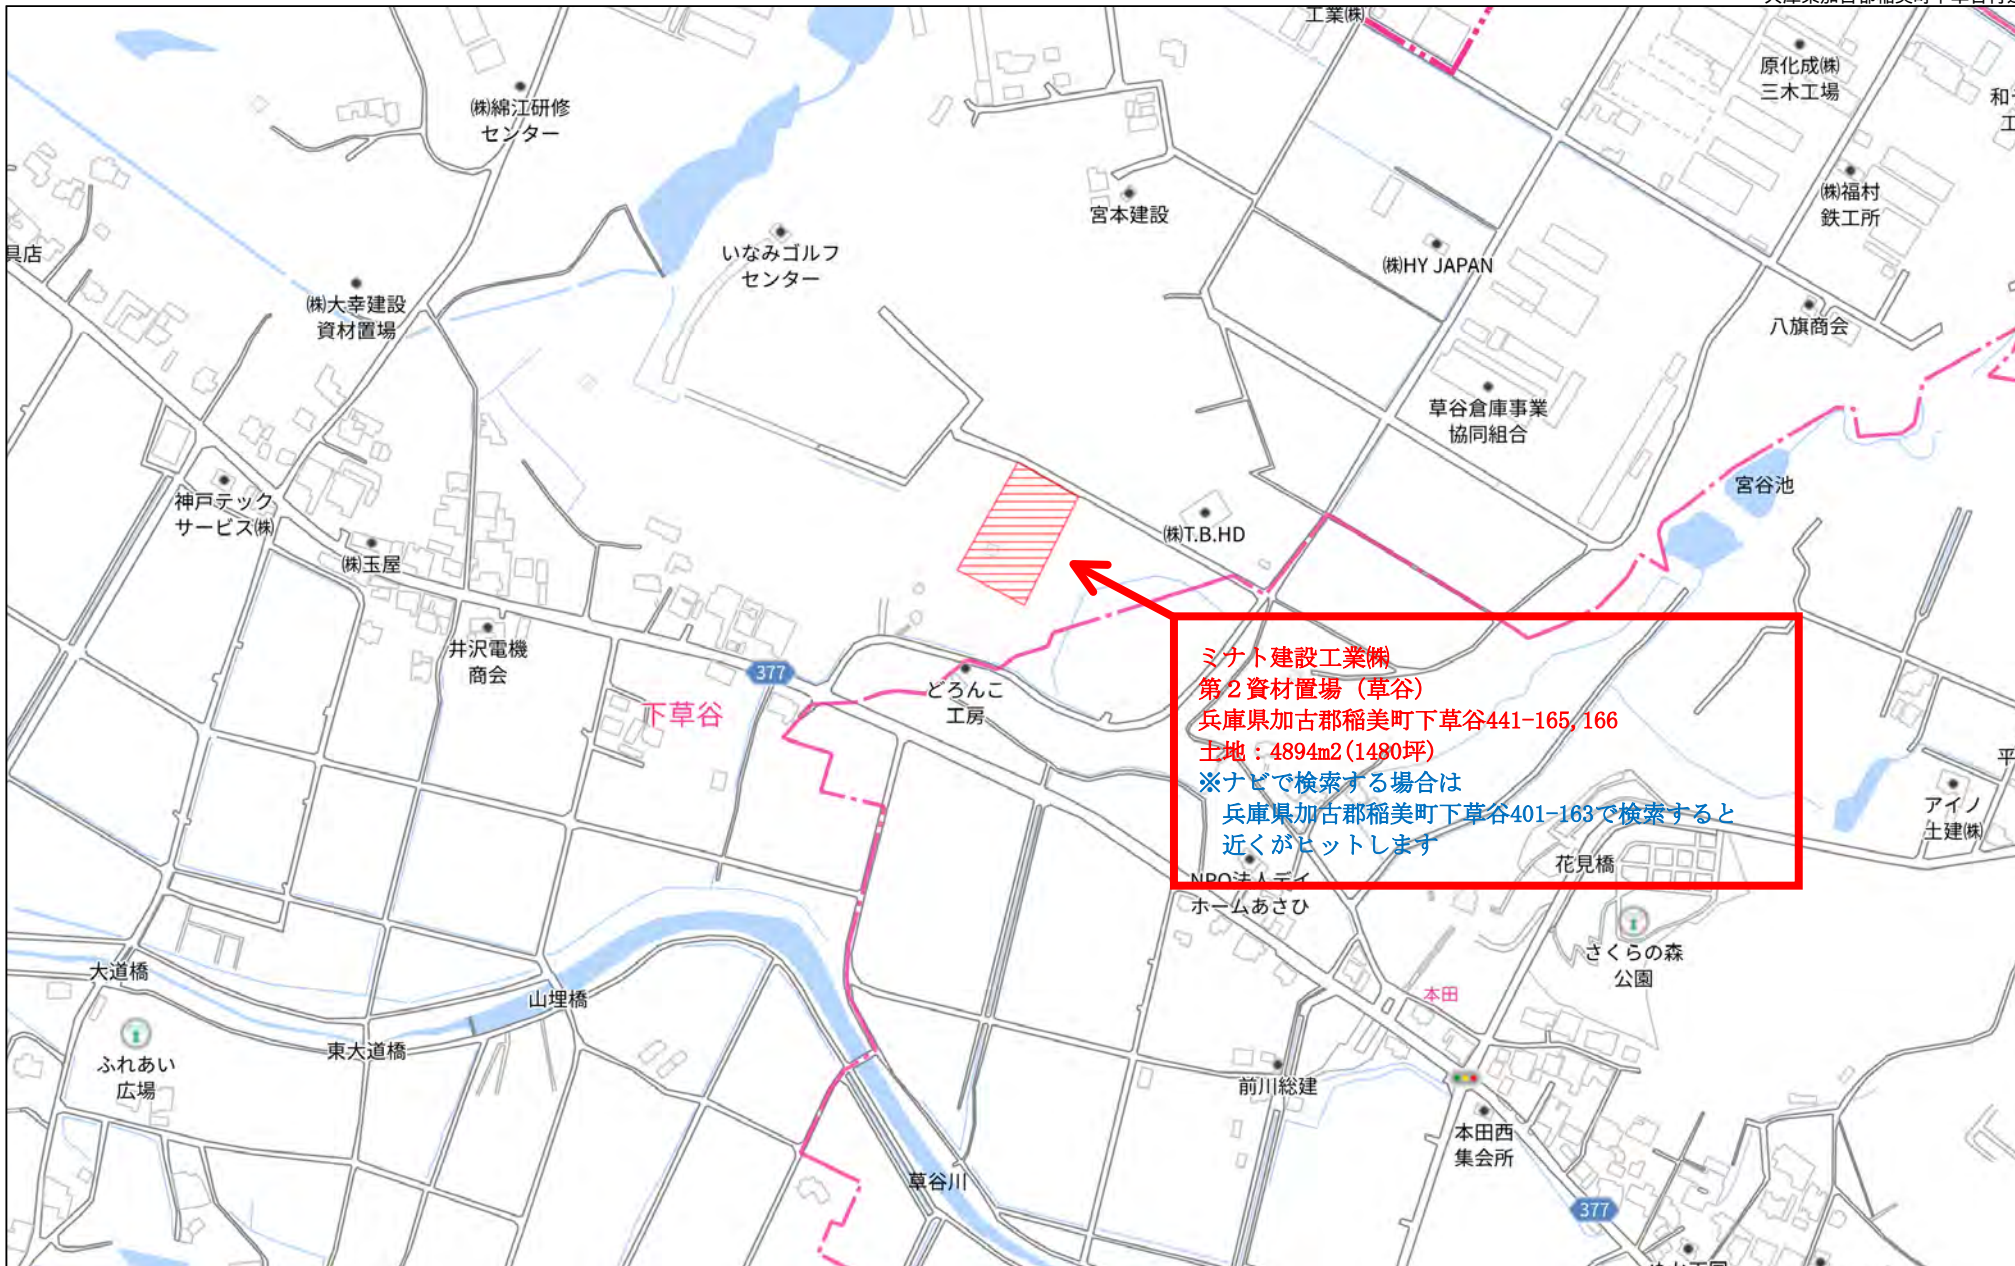 工業㈱
原化成㈱
三木工場
㈱綿江研修
センター
㈱福村
鉄工所
宮本建設
いなみゴルフ
センター
具店
㈱HY JAPAN
㈱大幸建設
資材置場
八旗商会
草谷倉庫事業
協同組合
宮谷池
神戸テック
サービス㈱
㈱T.B.HD
㈱玉屋
井沢電機
商会
377
下草谷
どろんこ
工房
ミナト建設工業㈱
第2資材置場（草谷）
兵庫県加古郡稲美町下草谷441-165,166
土地：4894m2(1480坪)
※ナビで検索する場合は
兵庫県加古郡稲美町下草谷401-163で検索すると
近くがヒットします
平
アイノ
土建㈱
花見橋
NPO法人デイ
ホームあさひ
さくらの森
公園
大道橋
山埋橋
本田
東大道橋
ふれあい
広場
前川総建
本田西
集会所
草谷川
377